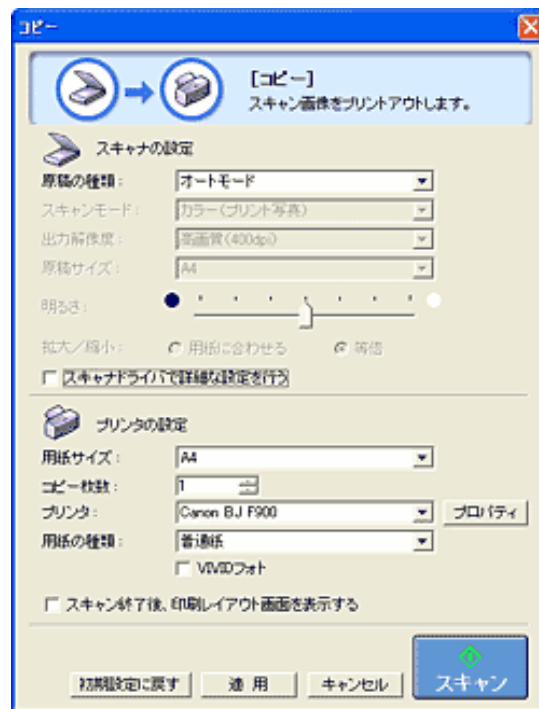 コピー
[コピー]
スキャン画像をプリントアウトします。
スキャナの設定
原稿の種類： オートモード
スキャンモード： カラー(プリント写真)
出力解像度： 高画質(400dpi)
原稿サイズ： A4
明るさ：
拡大／縮小： 用紙に合わせる 等倍
スキャナドライバで詳細な設定を行う
プリンタの設定
用紙サイズ： A4
コピー枚数： 1
プリンタ： Canon BJ F900 プロパティ
用紙の種類： 普通紙
VIVIDフォト
スキャン終了後、印刷レイアウト画面を表示する
初期設定に戻す 適 用 キャンセル スキャン